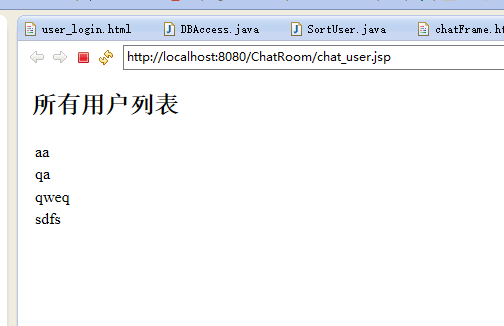 user_login.html DBAccess.java SortUser.java chatFrame.ht
http://localhost:8080/ChatRoom/chat_user.jsp
所有用户列表
aa
qa
qweq
sdfs